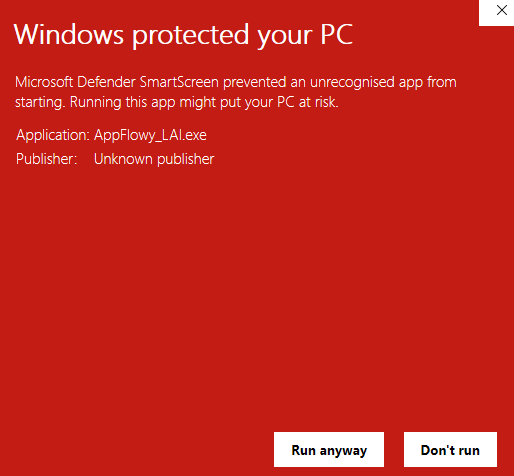 Windows protected your PC
Microsoft Defender SmartScreen prevented an unrecognised app from
starting. Running this app might put your PC at risk.
Application: AppFlowy_LAI.exe
Publisher: Unknown publisher
Run anyway
Don't run